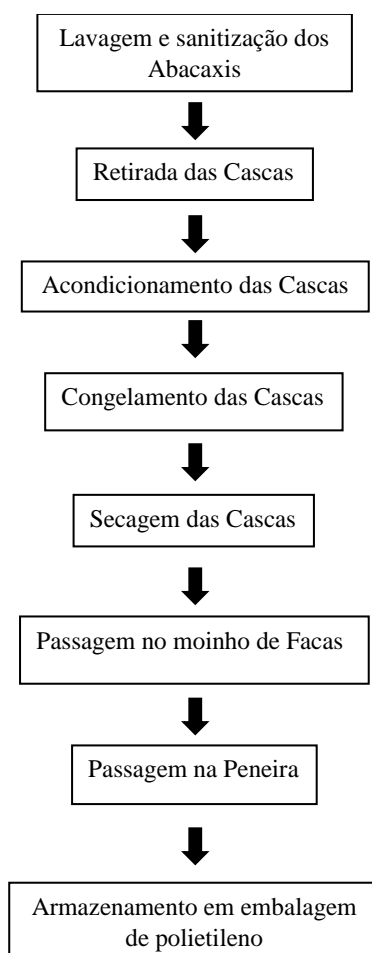 Lavagem e sanitização dos
Abacaxis
Retirada das Cascas
Acondicionamento das Cascas
Congelamento das Cascas
Secagem das Cascas
Passagem no moinho de Facas
Passagem na Peneira
Armazenamento em embalagem
de polietileno